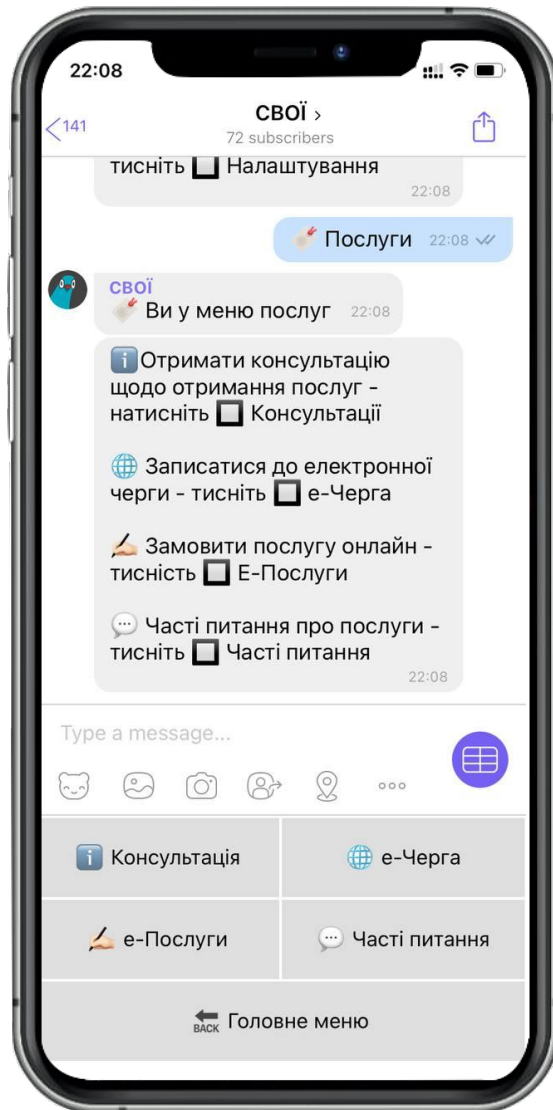 22:08
141
СВОЇ >
72 subscribers
тисніть 🔲 Налаштування
22:08
Послуги 22:08
СВОЇ
Ви у меню послуг 22:08
Отримати консультацію
щодо отримання послуг -
натисніть 🔲 Консультації
🌐 Записатися до електронної
черги - тисніть 🔲 е-Черга
✍🏻 Замовити послугу онлайн -
тисність 🔲 Е-Послуги
💬 Часті питання про послуги -
тисніть 🔲 Часті питання
22:08
Type a message...
ℹ️ Консультація
🌐 е-Черга
✍🏻 е-Послуги
💬 Часті питання
BACK Головне меню